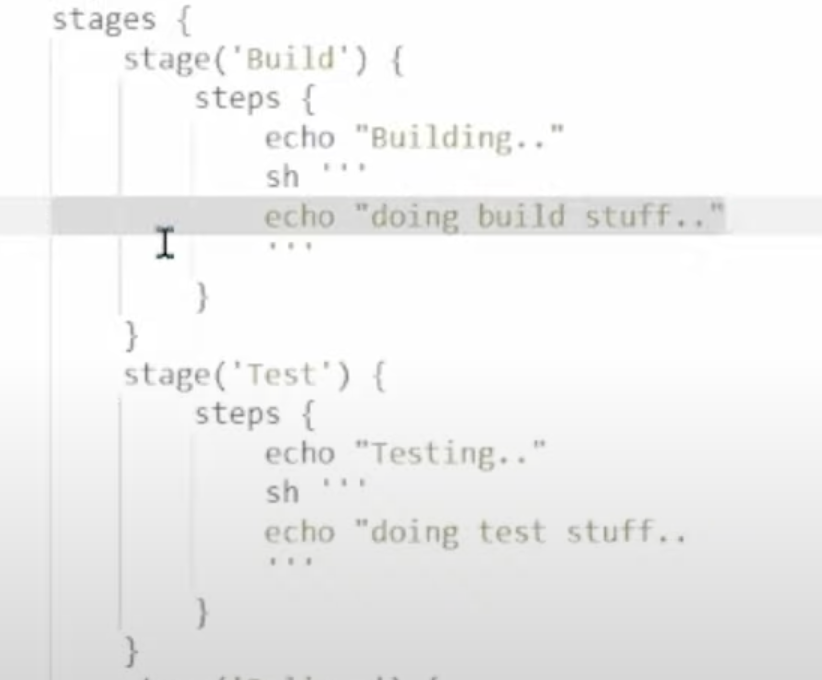 stages {
    stage('Build') {
        steps {
            echo "Building.."
            sh '''
            echo "doing build stuff.."
            '''
        }
    }
    stage('Test') {
        steps {
            echo "Testing.."
            sh '''
            echo "doing test stuff..
            '''
        }
    }